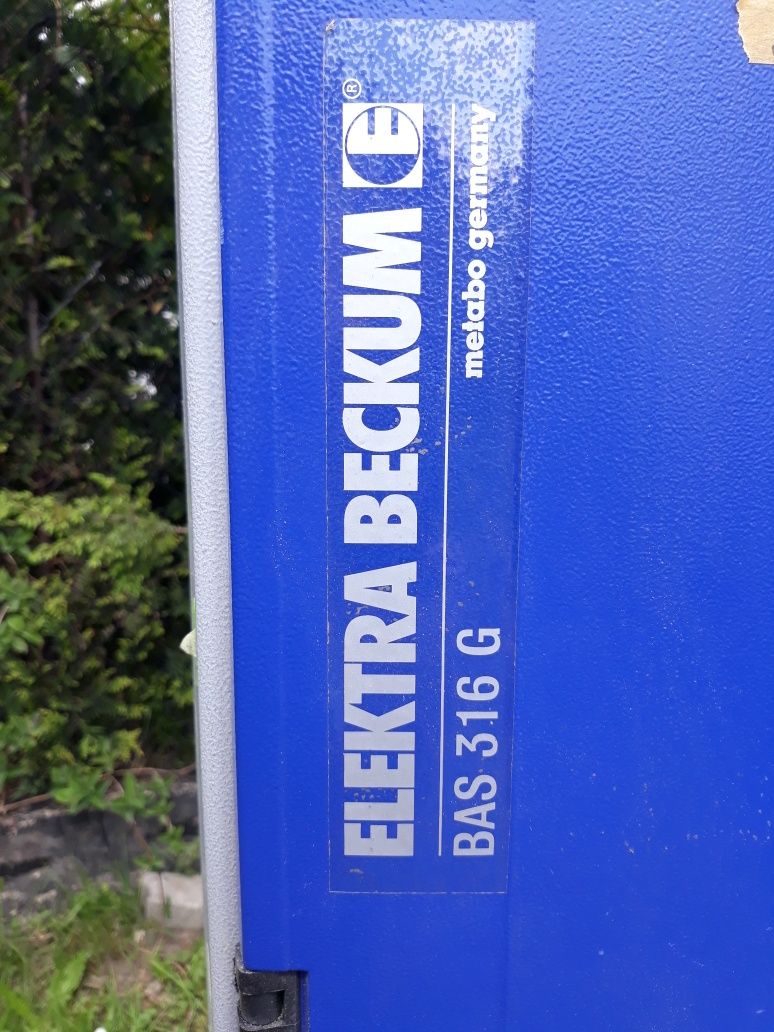 ELEKTRA BECKUM E®
BAS 316 G metabo germany